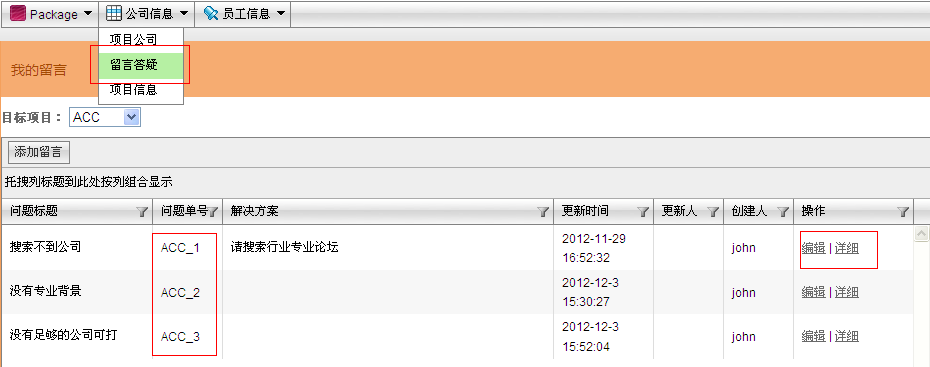 Package 公司信息 员工信息
项目公司
留言答疑
项目信息
我的留言
目标项目： ACC
添加留言
托拽列标题到此处按列组合显示
问题标题 问题单号 解决方案 更新时间 更新人 创建人 操作
搜索不到公司 ACC_1 请搜索行业专业论坛 2012-11-29 16:52:32 john 编辑 | 详细
没有专业背景 ACC_2 2012-12-3 15:30:27 john 编辑 | 详细
没有足够的公司可打 ACC_3 2012-12-3 15:52:04 john 编辑 | 详细